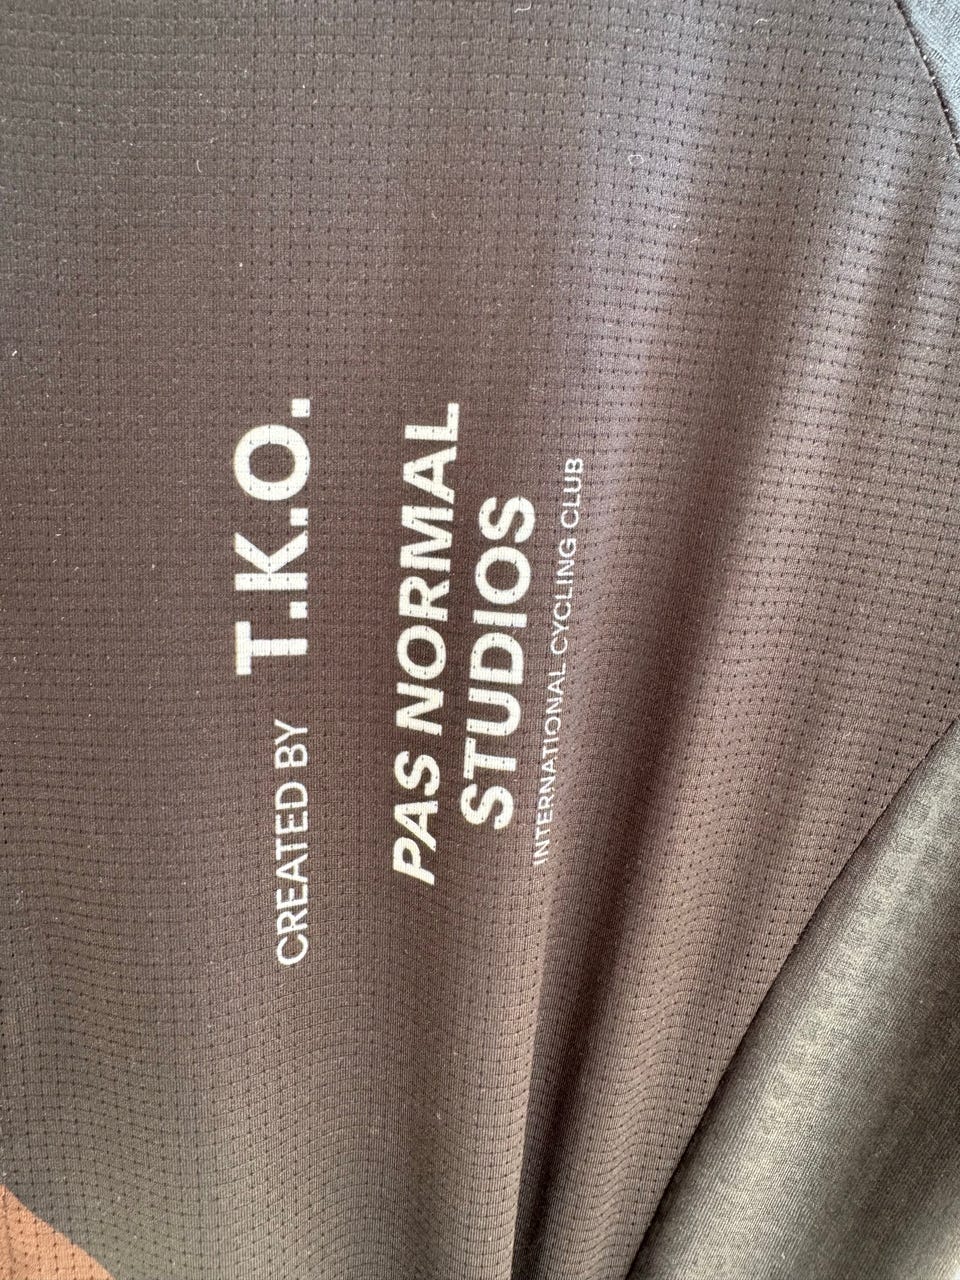 CREATED BY T.K.O.
PAS NORMAL
STUDIOS
INTERNATIONAL CYCLING CLUB